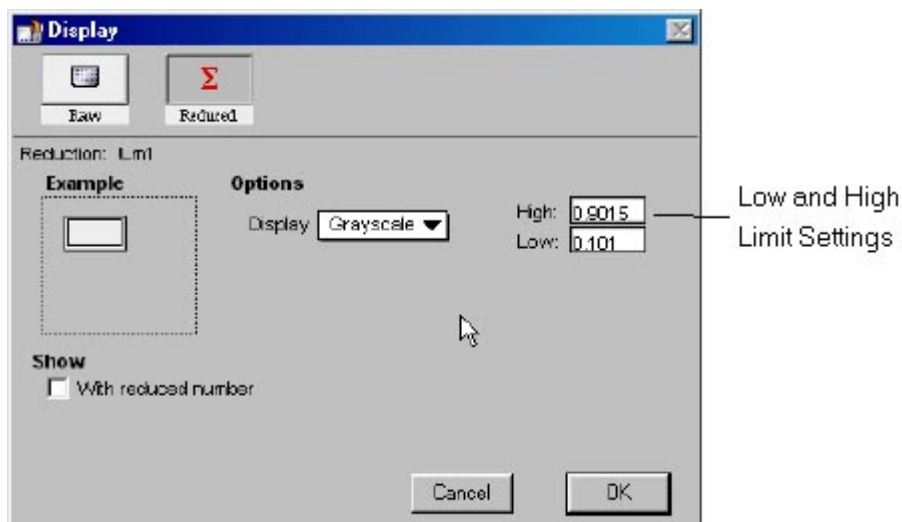 Display
Raw
Reduced
Reduction: Lm1
Example
Options
Display Grayscale
High: 0.9015
Low: 0.101
Low and High
Limit Settings
Show
With reduced number
Cancel
OK